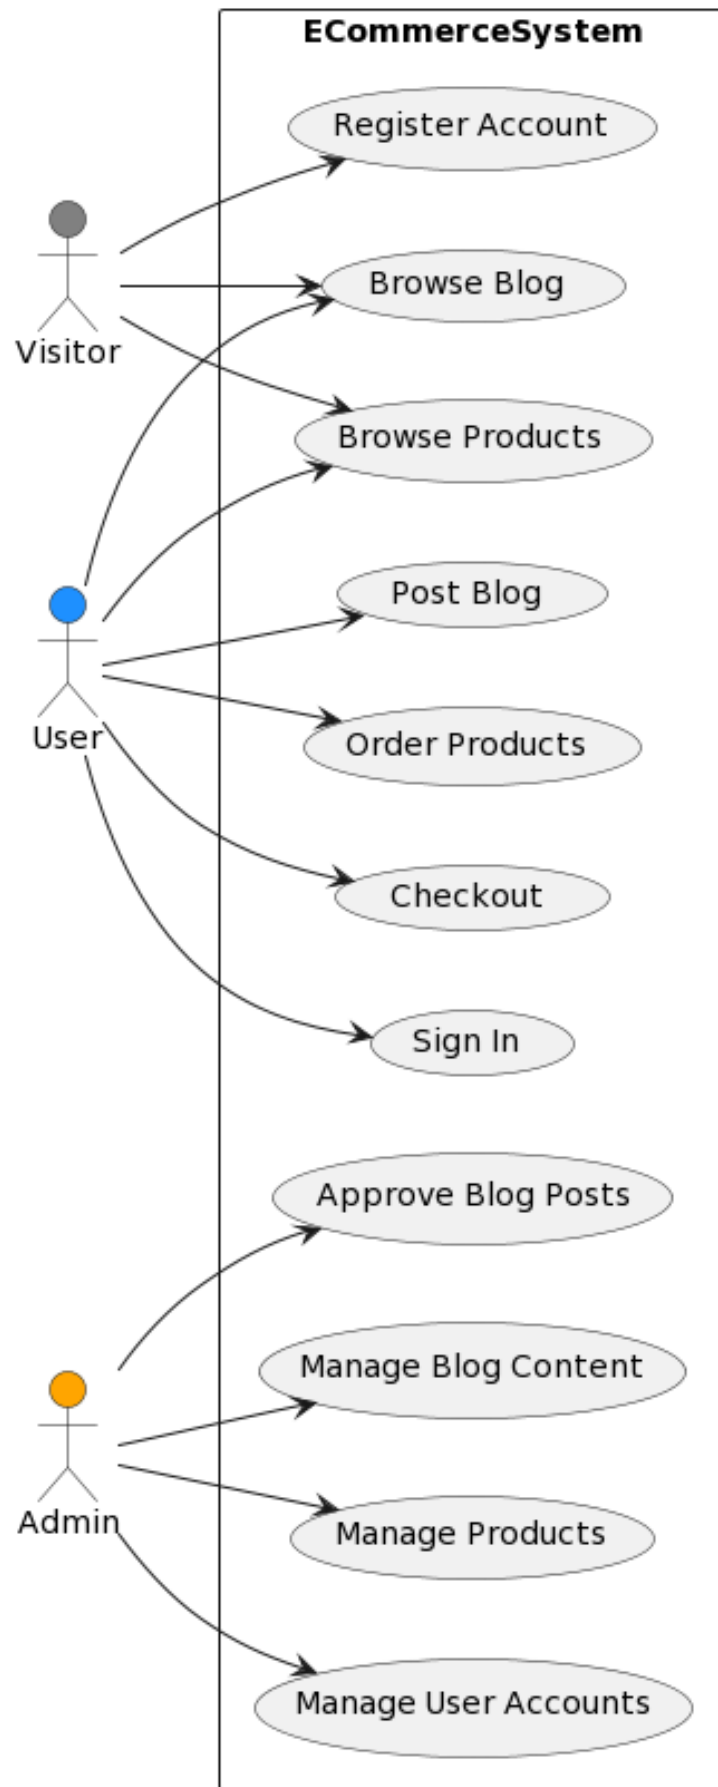 ECommerceSystem
Register Account
Browse Blog
Visitor
Browse Products
Post Blog
User
Order Products
Checkout
Sign In
Approve Blog Posts
Manage Blog Content
Admin
Manage Products
Manage User Accounts